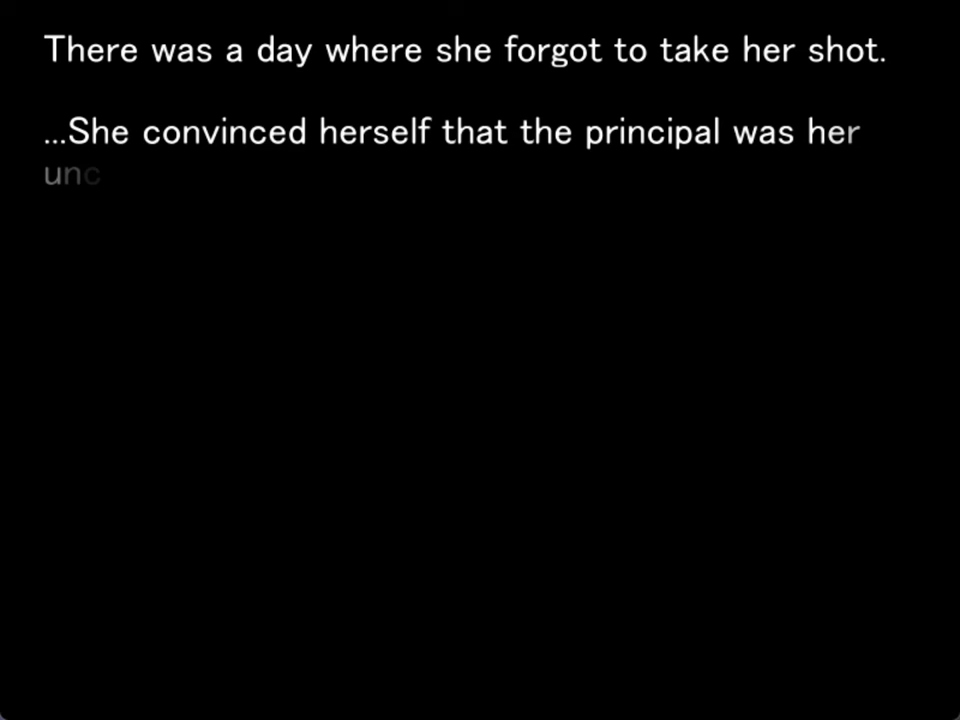 There was a day where she forgot to take her shot.
...She convinced herself that the principal was her
unc